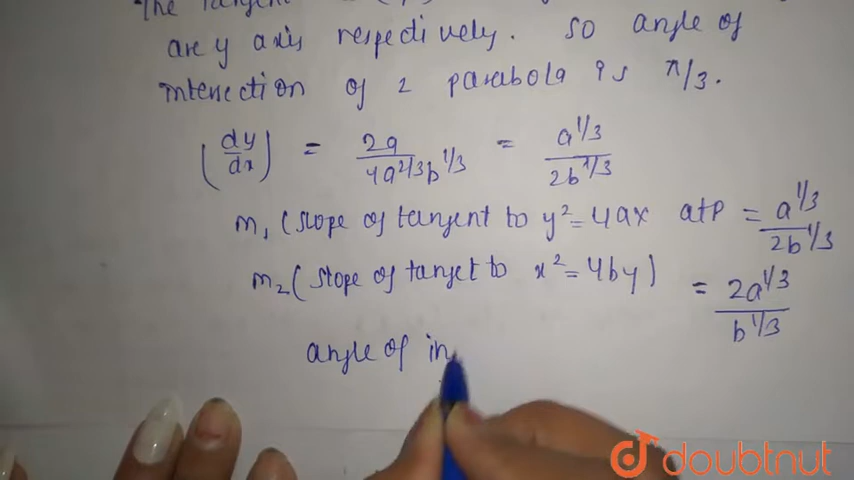 The tangent
are y axis respectively. so angle of
intersection of 2 parabola is π/3.
(dy/dx) = 2a/4a^2/3b^1/3 = a^1/3/2b^1/3
m1 (slope of tangent to y²=4ax at P = a^1/3/2b^1/3
m2 (slope of tanget to x²=4by) = 2a^1/3/b^1/3
angle of in
doubtnut